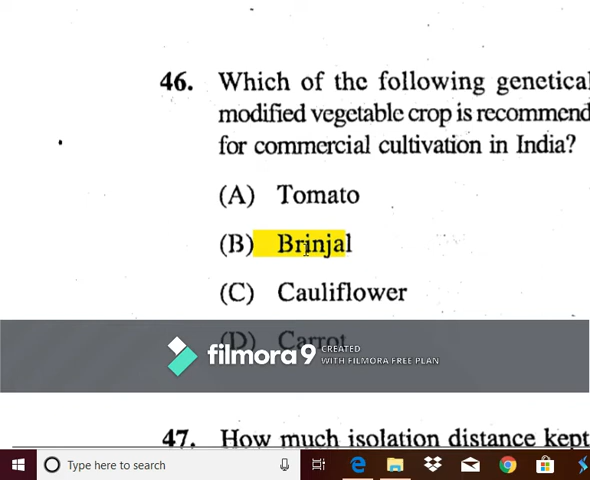 46. Which of the following genetical
modified vegetable crop is recommend
for commercial cultivation in India?
(A) Tomato
(B) Brinjal
(C) Cauliflower
(D) Carrot
filmora9 CREATED
WITH FILMORA FREE PLAN
47. How much isolation distance kept
Type here to search